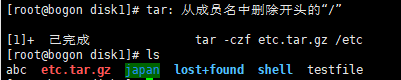 [root@bogon disk1]# tar: 从成员名中删除开头的“/”
[1]+  已完成               tar -czf etc.tar.gz /etc
[root@bogon disk1]# ls
abc  etc.tar.gz  japan  lost+found  shell  testfile